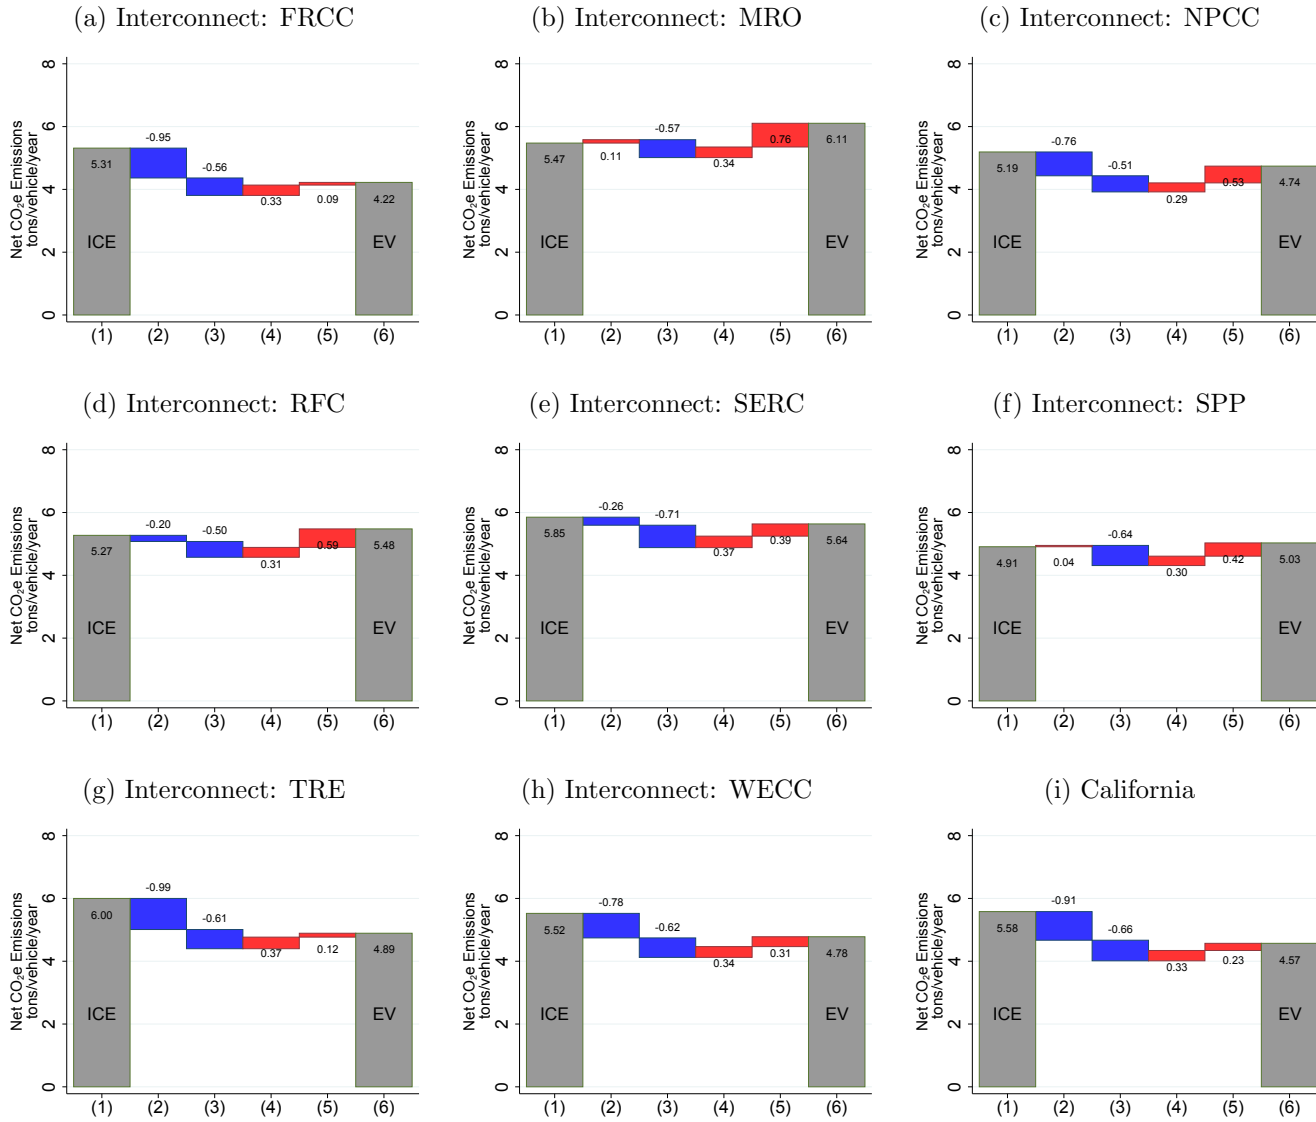 (a) Interconnect: FRCC
Net CO₂e Emissions
tons/vehicle/year
8
6
4
2
0
5.31
-0.95
-0.56
0.33
0.09
4.22
ICE
EV
(1) (2) (3) (4) (5) (6)
(b) Interconnect: MRO
Net CO₂e Emissions
tons/vehicle/year
8
6
4
2
0
5.47
0.11
-0.57
0.34
0.76
6.11
ICE
EV
(1) (2) (3) (4) (5) (6)
(c) Interconnect: NPCC
Net CO₂e Emissions
tons/vehicle/year
8
6
4
2
0
5.19
-0.76
-0.51
0.29
0.53
4.74
ICE
EV
(1) (2) (3) (4) (5) (6)
(d) Interconnect: RFC
Net CO₂e Emissions
tons/vehicle/year
8
6
4
2
0
5.27
-0.20
-0.50
0.31
0.59
5.48
ICE
EV
(1) (2) (3) (4) (5) (6)
(e) Interconnect: SERC
Net CO₂e Emissions
tons/vehicle/year
8
6
4
2
0
5.85
-0.26
-0.71
0.37
0.39
5.64
ICE
EV
(1) (2) (3) (4) (5) (6)
(f) Interconnect: SPP
Net CO₂e Emissions
tons/vehicle/year
8
6
4
2
0
4.91
0.04
-0.64
0.30
0.42
5.03
ICE
EV
(1) (2) (3) (4) (5) (6)
(g) Interconnect: TRE
Net CO₂e Emissions
tons/vehicle/year
8
6
4
2
0
6.00
-0.99
-0.61
0.37
0.12
4.89
ICE
EV
(1) (2) (3) (4) (5) (6)
(h) Interconnect: WECC
Net CO₂e Emissions
tons/vehicle/year
8
6
4
2
0
5.52
-0.78
-0.62
0.34
0.31
4.78
ICE
EV
(1) (2) (3) (4) (5) (6)
(i) California
Net CO₂e Emissions
tons/vehicle/year
8
6
4
2
0
5.58
-0.91
-0.66
0.33
0.23
4.57
ICE
EV
(1) (2) (3) (4) (5) (6)